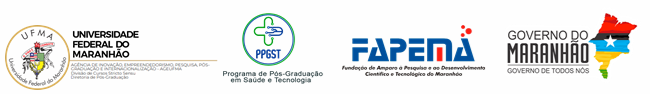 UFMA
Universidade Federal do Maranhão
UNIVERSIDADE
FEDERAL DO
MARANHÃO
AGÊNCIA DE INOVAÇÃO, EMPREENDEDORISMO, PESQUISA, PÓS-
GRADUAÇÃO E INTERNACIONALIZAÇÃO - AGEUFMA
Divisão de Cursos Stricto Sensu
Diretoria de Pós-Graduação
PPGST
Programa de Pós-Graduação
em Saúde e Tecnologia
FAPEMA
Fundação de Amparo à Pesquisa e ao Desenvolvimento
Científico e Tecnológico do Maranhão
GOVERNO DO
MARANHÃO
GOVERNO DE TODOS NÓS